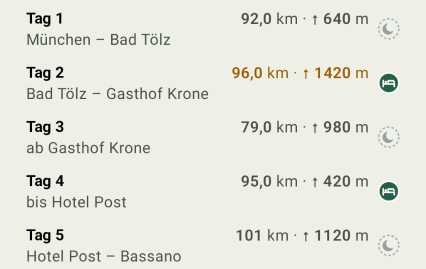 Tag 1
92,0 km · ↑ 640 m
München – Bad Tölz
Tag 2
96,0 km · ↑ 1420 m
Bad Tölz – Gasthof Krone
Tag 3
79,0 km · ↑ 980 m
ab Gasthof Krone
Tag 4
95,0 km · ↑ 420 m
bis Hotel Post
Tag 5
101 km · ↑ 1120 m
Hotel Post – Bassano